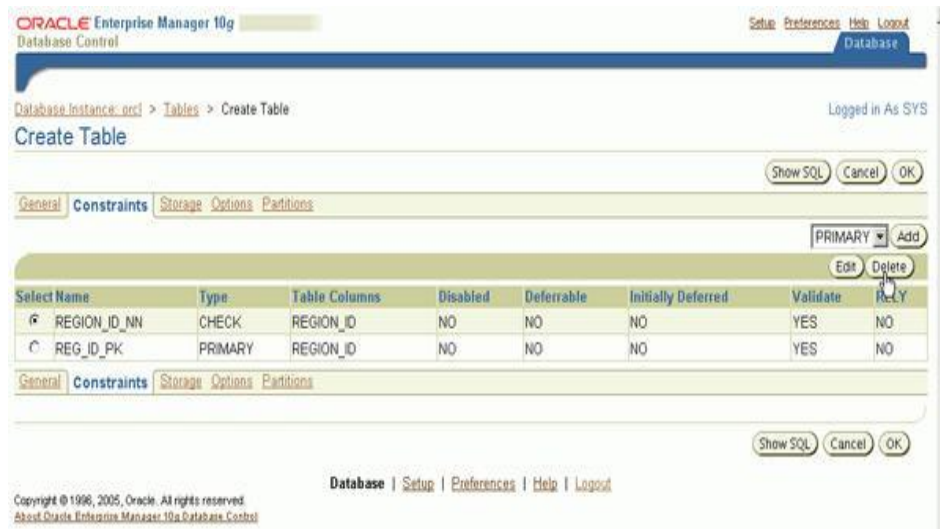 ORACLE Enterprise Manager 10g
Database Control
Setup Preferences Help Logout
Database
Database Instance: orcl > Tables > Create Table
Logged in As SYS
Create Table
Show SQL Cancel OK
General Constraints Storage Options Partitions
PRIMARY Add
Edit Delete
Select Name Type Table Columns Disabled Deferrable Initially Deferred Validate RELY
REGION_ID_NN CHECK REGION_ID NO NO NO YES NO
REG_ID_PK PRIMARY REGION_ID NO NO NO YES NO
General Constraints Storage Options Partitions
Show SQL Cancel OK
Database | Setup | Preferences | Help | Logout
Copyright © 1996, 2005, Oracle. All rights reserved.
About Oracle Enterprise Manager 10g Database Control